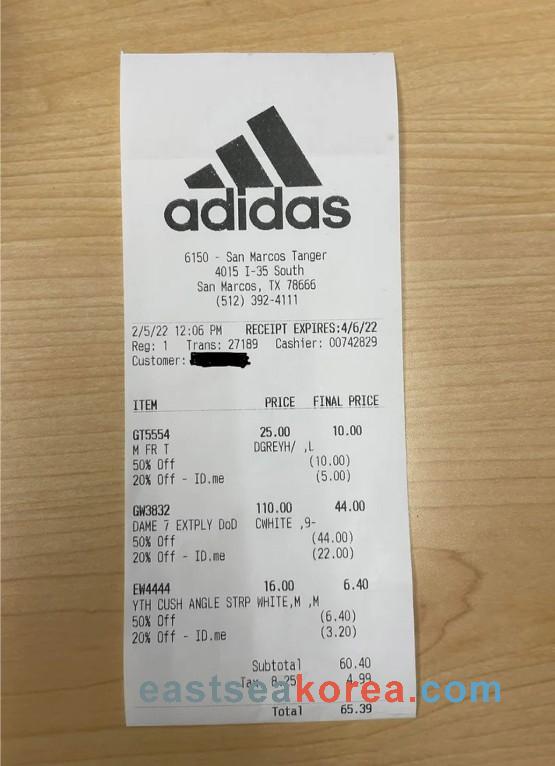 adidas
6150 - San Marcos Tanger
4015 I-35 South
San Marcos, TX 78666
(512) 392-4111
2/5/22 12:06 PM RECEIPT EXPIRES:4/6/22
Reg: 1 Trans: 27189 Cashier: 00742829
Customer:
ITEM PRICE FINAL PRICE
GT5554 25.00 10.00
M FR T DGREYH/ ,L
50% Off (10.00)
20% Off - ID.me (5.00)
GW3832 110.00 44.00
DAME 7 EXTPLY DoD CWHITE ,9-
50% Off (44.00)
20% Off - ID.me (22.00)
EW4444 16.00 6.40
YTH CUSH ANGLE STRP WHITE,M ,M
50% Off (6.40)
20% Off - ID.me (3.20)
Subtotal 60.40
Tax 8.25 4.99
eastseakorea.com
Total 65.39